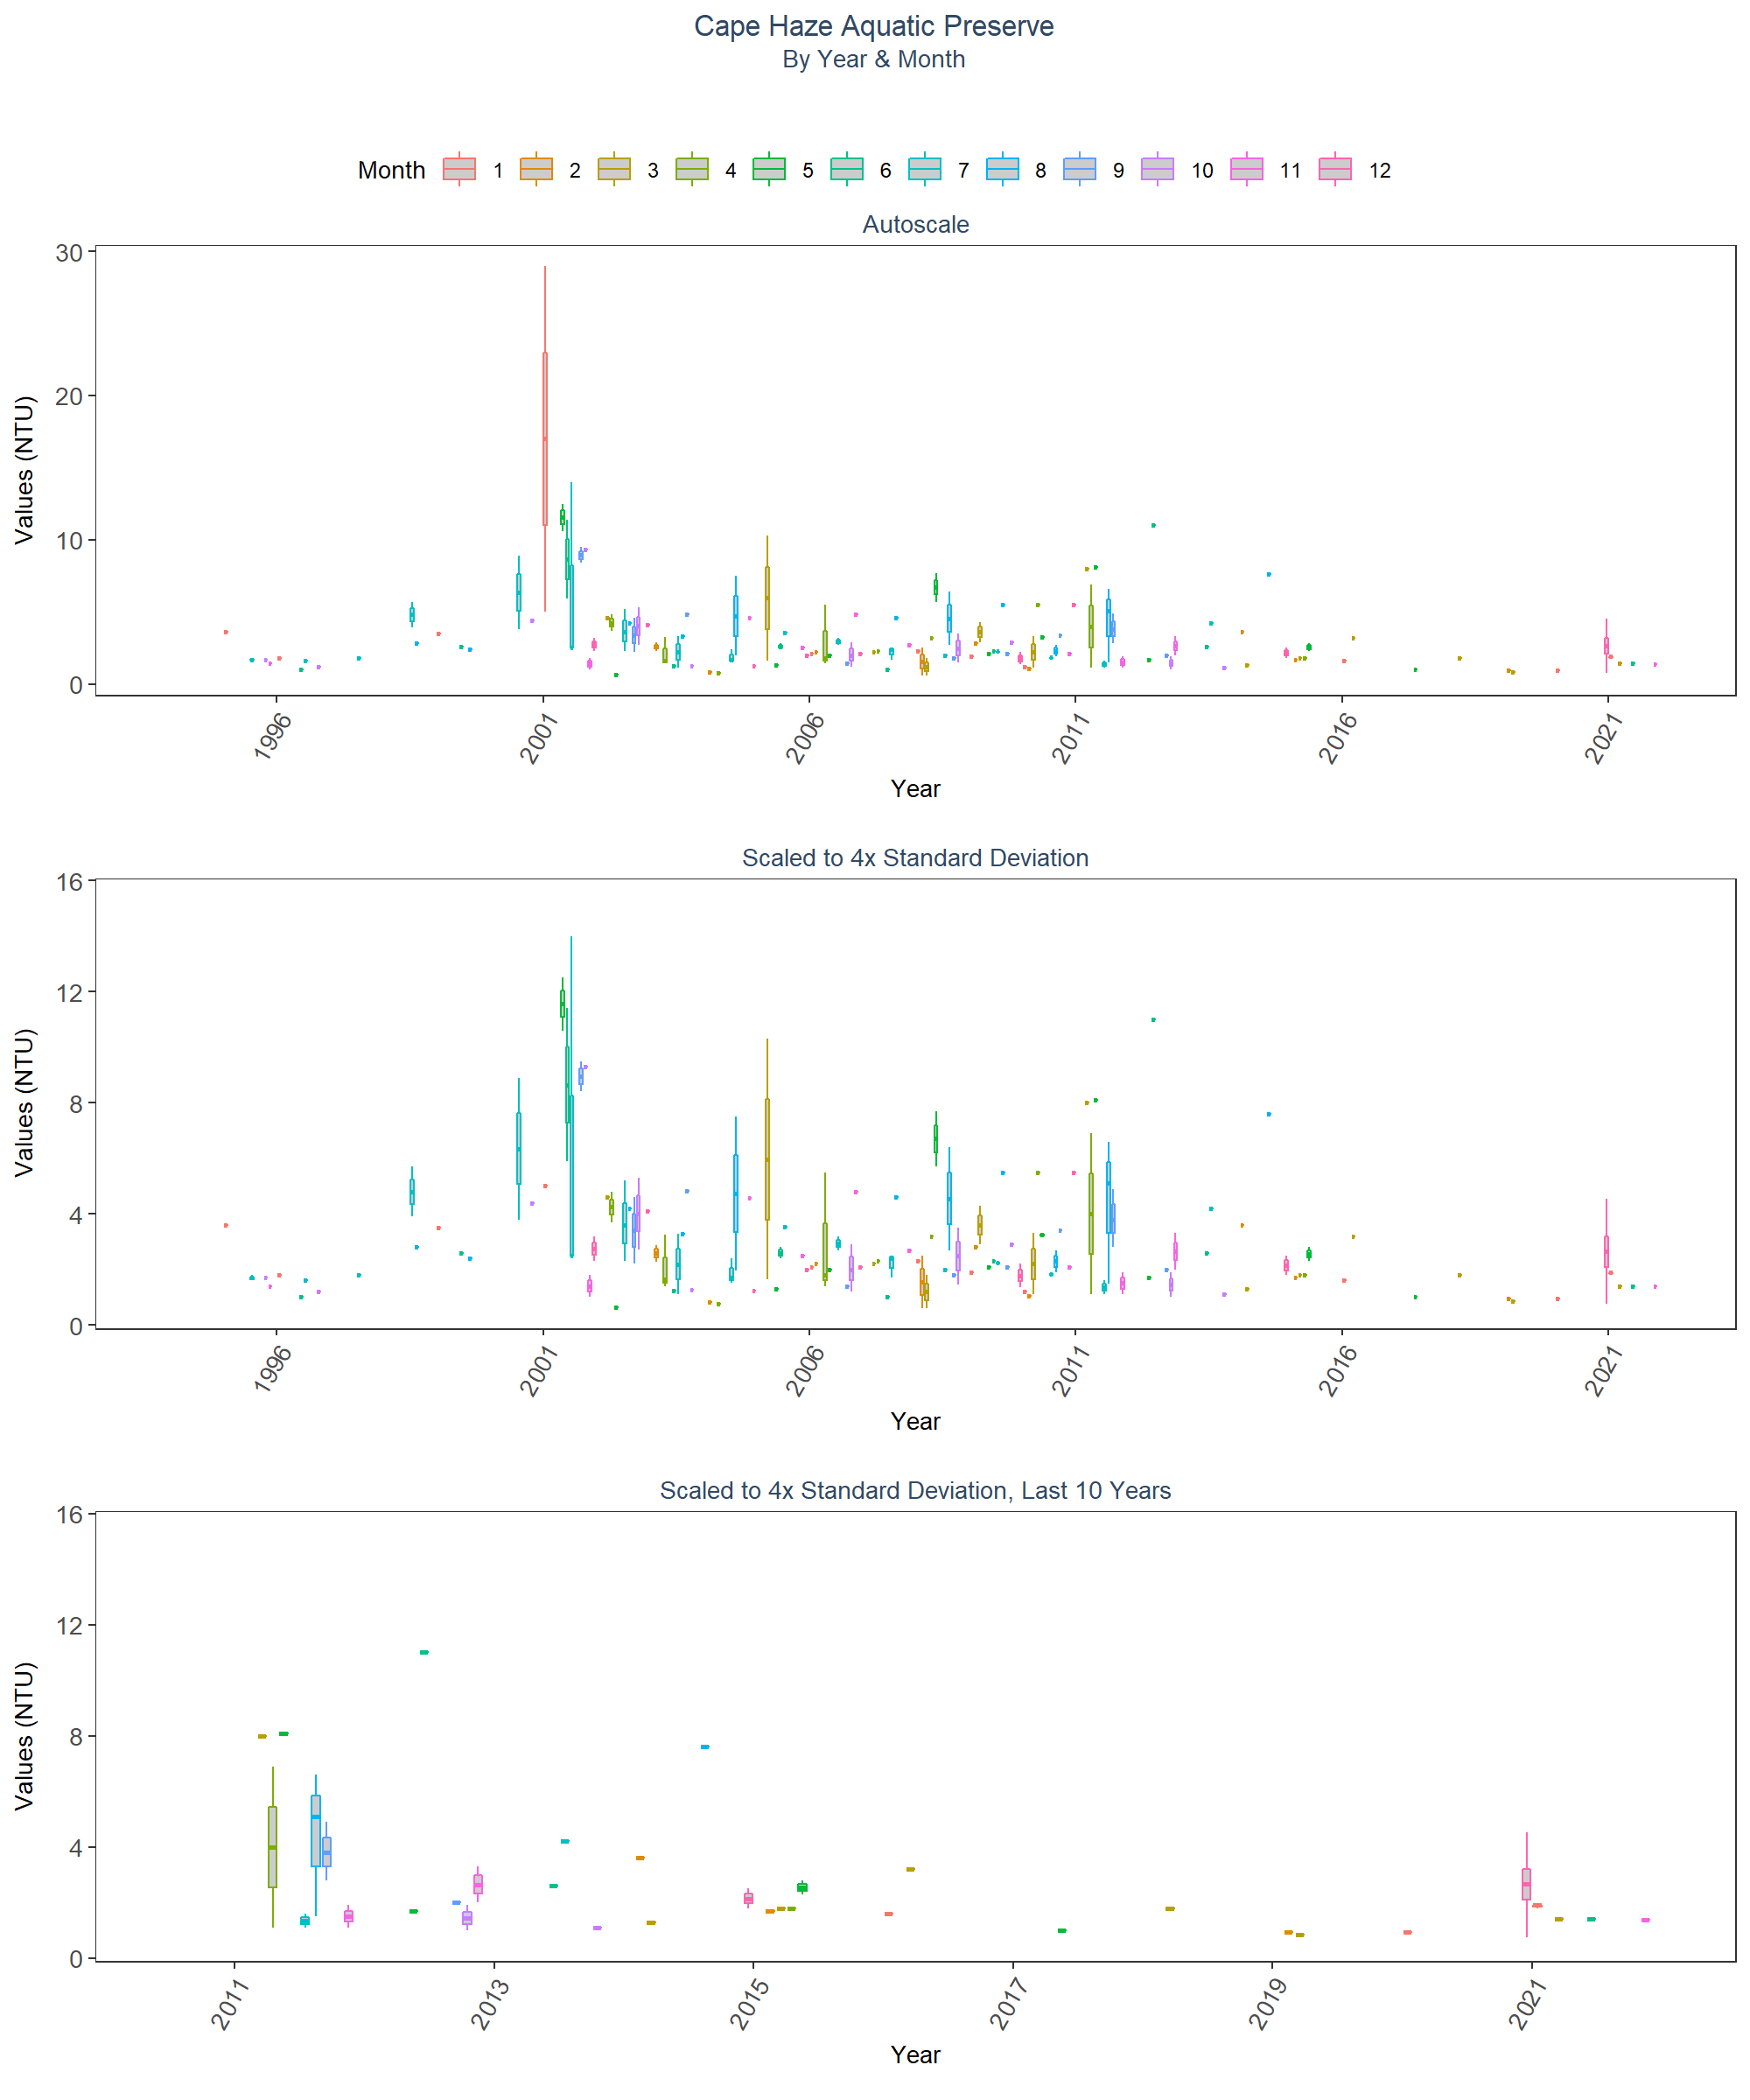 Cape Haze Aquatic Preserve
By Year & Month
Month 1 2 3 4 5 6 7 8 9 10 11 12
Autoscale
30
20
10
0
Values (NTU)
1996 2001 2006 2011 2016 2021
Year
Scaled to 4x Standard Deviation
16
12
8
4
0
Values (NTU)
1996 2001 2006 2011 2016 2021
Year
Scaled to 4x Standard Deviation, Last 10 Years
16
12
8
4
0
Values (NTU)
2011 2013 2015 2017 2019 2021
Year